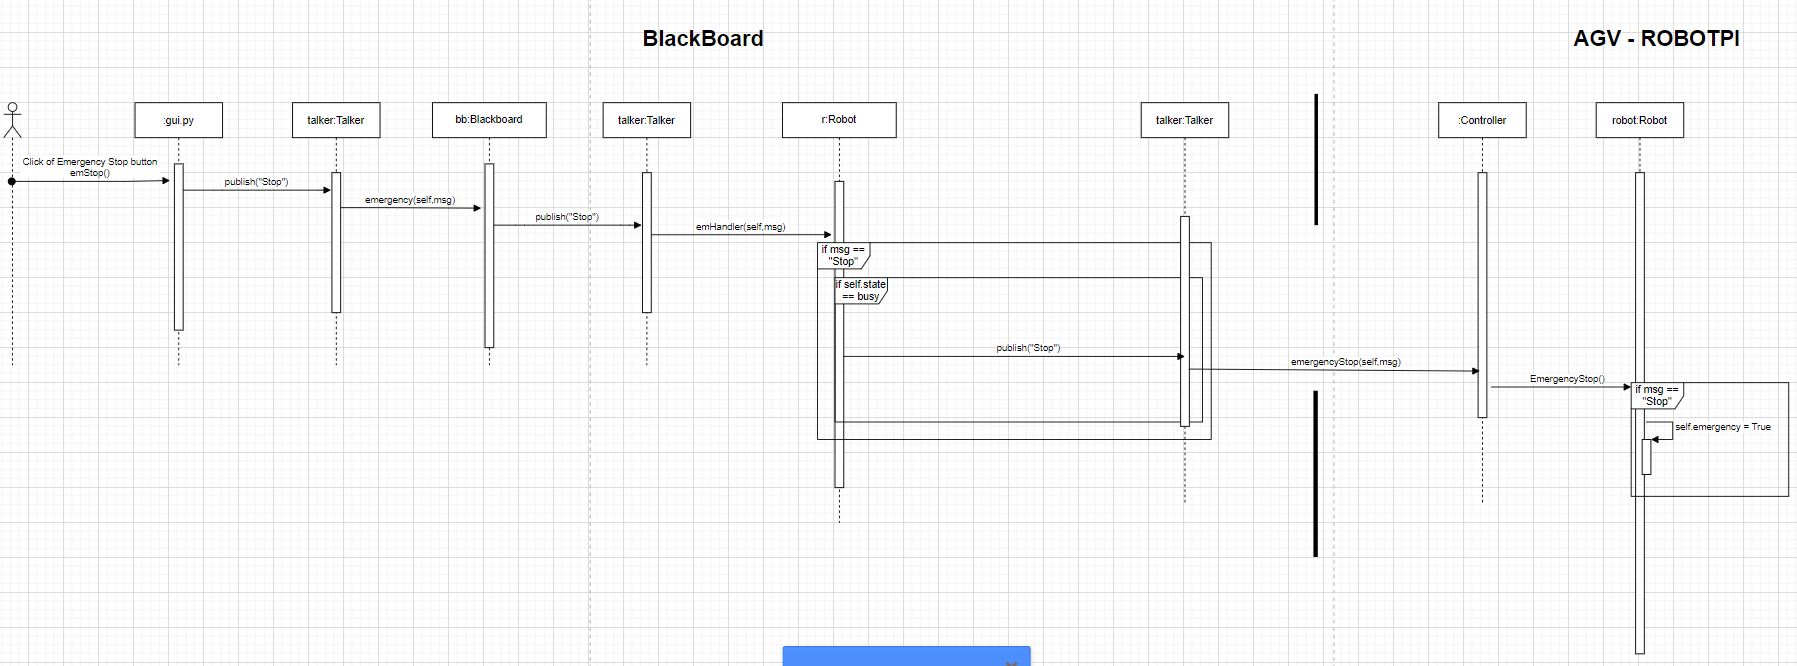 BlackBoard
AGV - ROBOTPI
:gui.py
talker:Talker
bb:Blackboard
talker:Talker
r:Robot
talker:Talker
:Controller
robot:Robot
Click of Emergency Stop button
emStop()
publish("Stop")
emergency(self,msg)
publish("Stop")
emHandler(self,msg)
if msg ==
"Stop"
if self.state
== busy
publish("Stop")
emergencyStop(self,msg)
EmergencyStop()
if msg ==
"Stop"
self.emergency = True